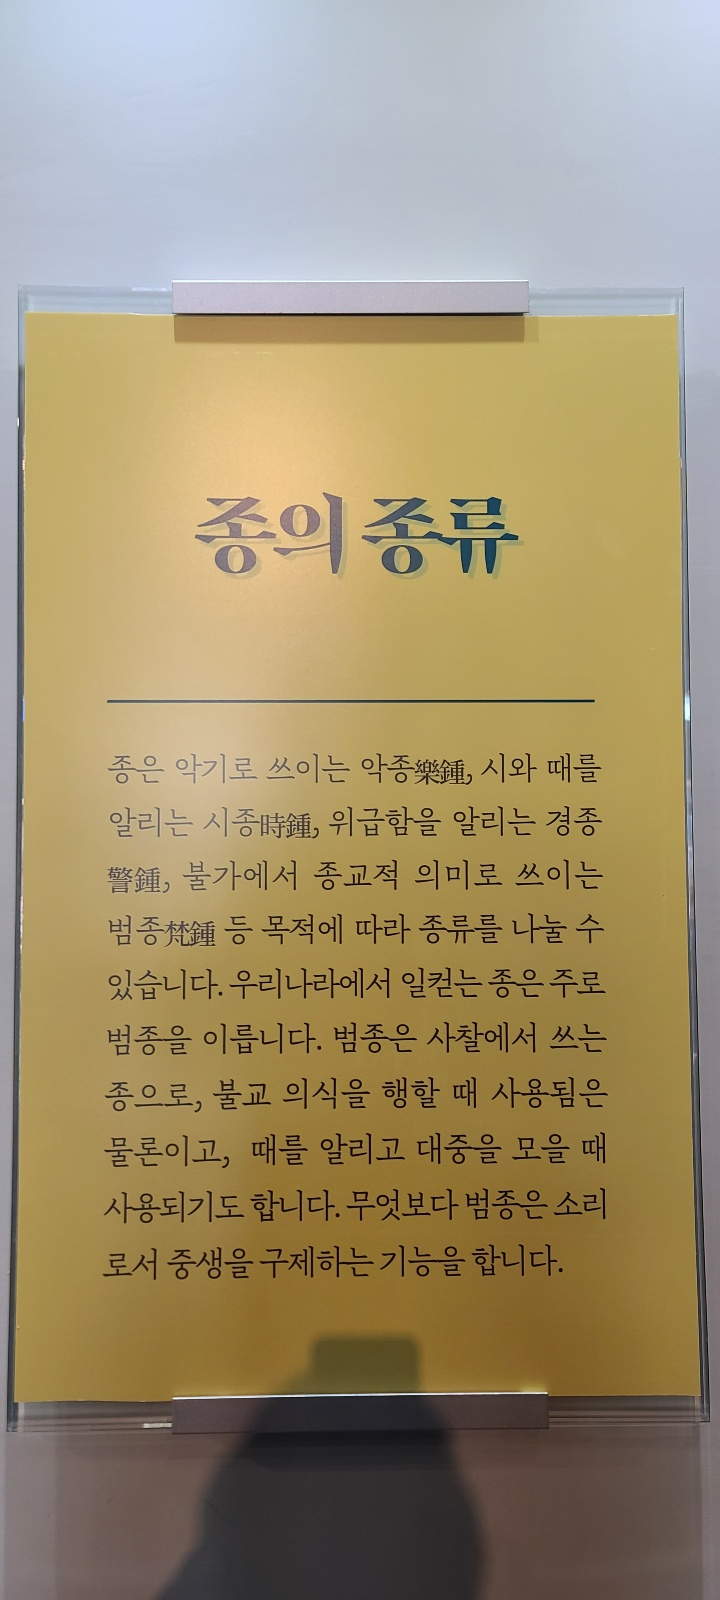 종의 종류
종은 악기로 쓰이는 악종樂鍾, 시와 때를
알리는 시종時鍾, 위급함을 알리는 경종
警鍾, 불가에서 종교적 의미로 쓰이는
범종梵鍾 등 목적에 따라 종류를 나눌 수
있습니다. 우리나라에서 일컫는 종은 주로
범종을 이릅니다. 범종은 사찰에서 쓰는
종으로, 불교 의식을 행할 때 사용됨은
물론이고, 때를 알리고 대중을 모을 때
사용되기도 합니다. 무엇보다 범종은 소리
로서 중생을 구제하는 기능을 합니다.